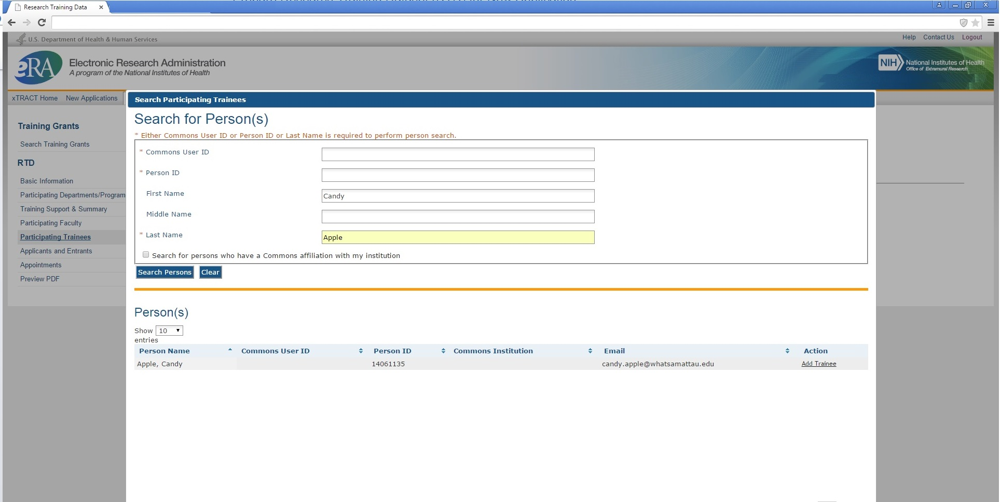 Research Training Data
U.S. Department of Health & Human Services
Help Contact Us Logout
eRA
Electronic Research Administration
A program of the National Institutes of Health
NIH National Institutes of Health
Office of Extramural Research
xTRACT Home New Applications
Training Grants
Search Training Grants
RTD
Basic Information
Participating Departments/Program
Training Support & Summary
Participating Faculty
Participating Trainees
Applicants and Entrants
Appointments
Preview PDF
Search Participating Trainees
Search for Person(s)
* Either Commons User ID or Person ID or Last Name is required to perform person search.
* Commons User ID
* Person ID
First Name Candy
Middle Name
* Last Name Apple
Search for persons who have a Commons affiliation with my institution
Search Persons Clear
Person(s)
Show 10
entries
Person Name Commons User ID Person ID Commons Institution Email Action
Apple, Candy 14061135 candy.apple@whatsamattau.edu Add Trainee